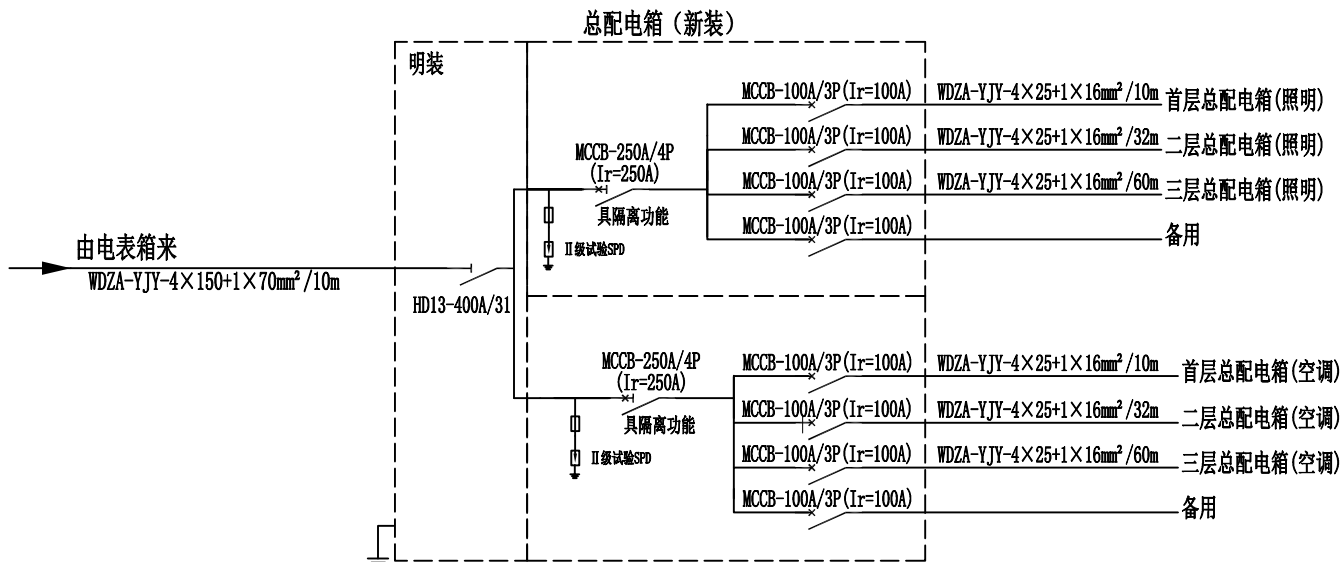 总配电箱（新装）
明装
MCCB-100A/3P(Ir=100A) WDZA-YJY-4×25+1×16mm²/10m 首层总配电箱(照明)
MCCB-100A/3P(Ir=100A) WDZA-YJY-4×25+1×16mm²/32m 二层总配电箱(照明)
MCCB-250A/4P
(Ir=250A)
MCCB-100A/3P(Ir=100A) WDZA-YJY-4×25+1×16mm²/60m 三层总配电箱(照明)
具隔离功能
MCCB-100A/3P(Ir=100A) 备用
II级试验SPD
由电表箱来
WDZA-YJY-4×150+1×70mm²/10m
HD13-400A/31
MCCB-250A/4P
(Ir=250A)
MCCB-100A/3P(Ir=100A) WDZA-YJY-4×25+1×16mm²/10m 首层总配电箱(空调)
MCCB-100A/3P(Ir=100A) WDZA-YJY-4×25+1×16mm²/32m 二层总配电箱(空调)
具隔离功能
MCCB-100A/3P(Ir=100A) WDZA-YJY-4×25+1×16mm²/60m 三层总配电箱(空调)
II级试验SPD
MCCB-100A/3P(Ir=100A) 备用